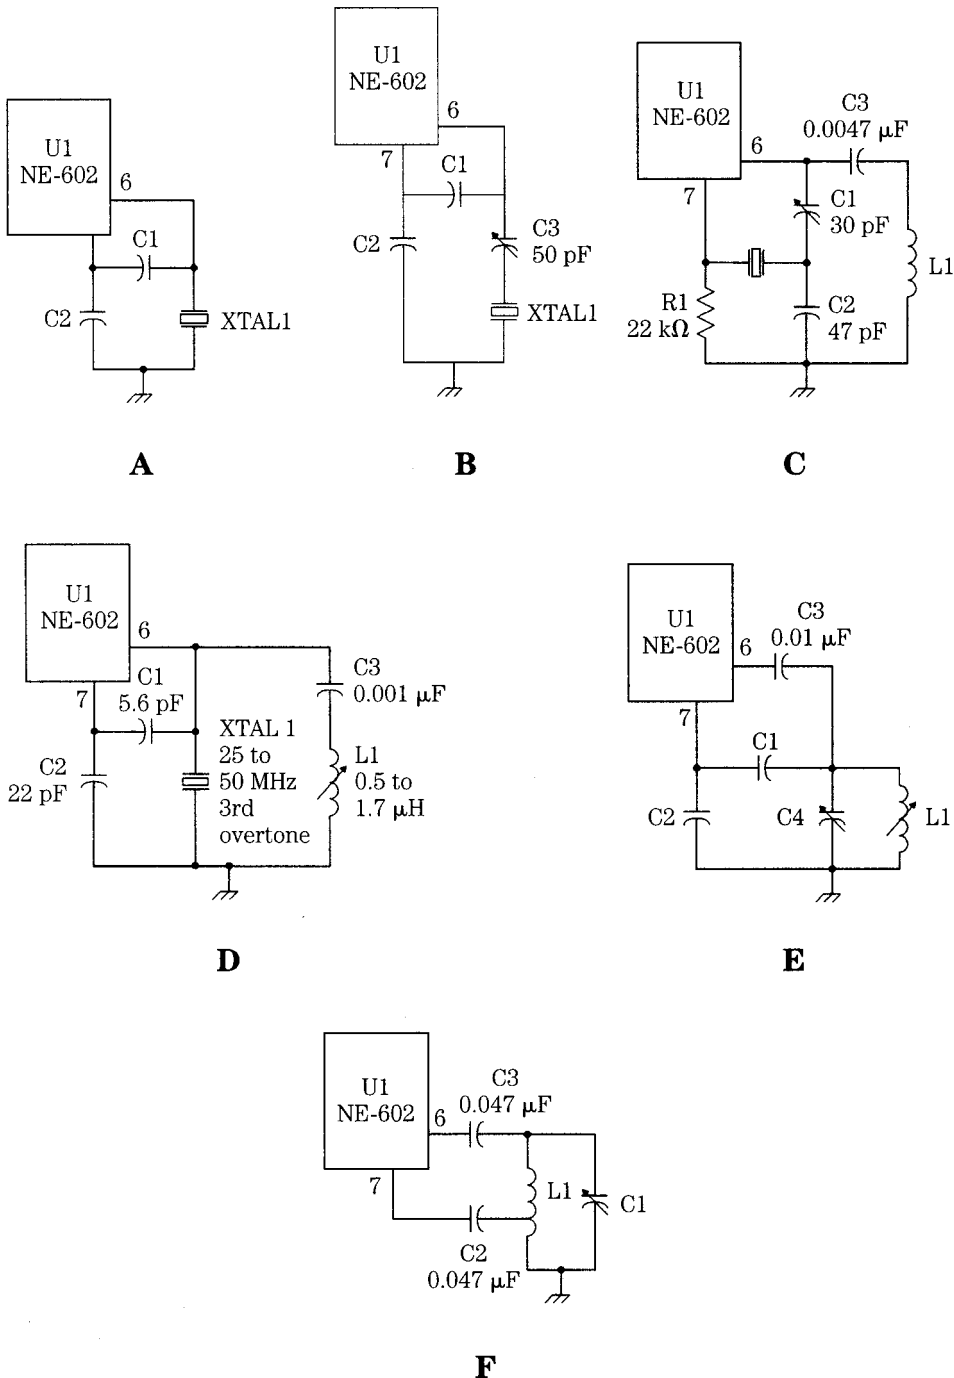 U1
NE-602
6
C1
C2
XTAL1
A
U1
NE-602
6
7
C1
C2
C3
50 pF
XTAL1
B
U1
NE-602
6
7
C3
0.0047 μF
C1
30 pF
L1
R1
22 kΩ
C2
47 pF
C
U1
NE-602
6
7
C1
5.6 pF
C2
22 pF
XTAL 1
25 to
50 MHz
3rd
overtone
C3
0.001 μF
L1
0.5 to
1.7 μH
D
U1
NE-602
6
7
C3
0.01 μF
C1
C2
C4
L1
E
U1
NE-602
6
7
C3
0.047 μF
L1
C1
C2
0.047 μF
F